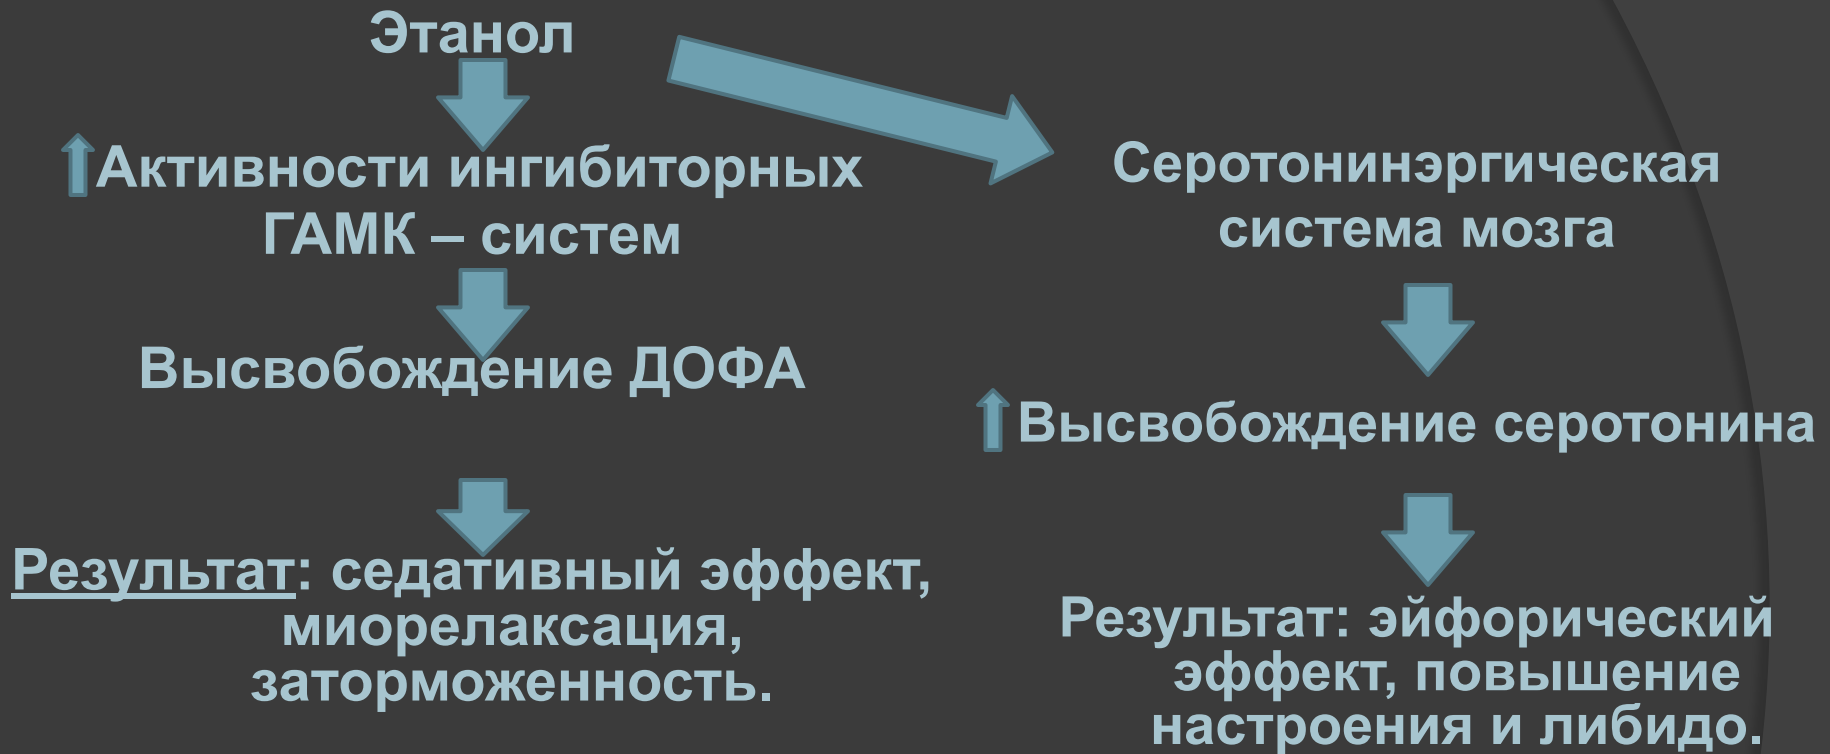 Этанол
Активности ингибиторных
ГАМК – систем
Высвобождение ДОФА
Результат: седативный эффект,
миорелаксация,
заторможенность.
Серотонинэргическая
система мозга
Высвобождение серотонина
Результат: эйфорический
эффект, повышение
настроения и либидо.